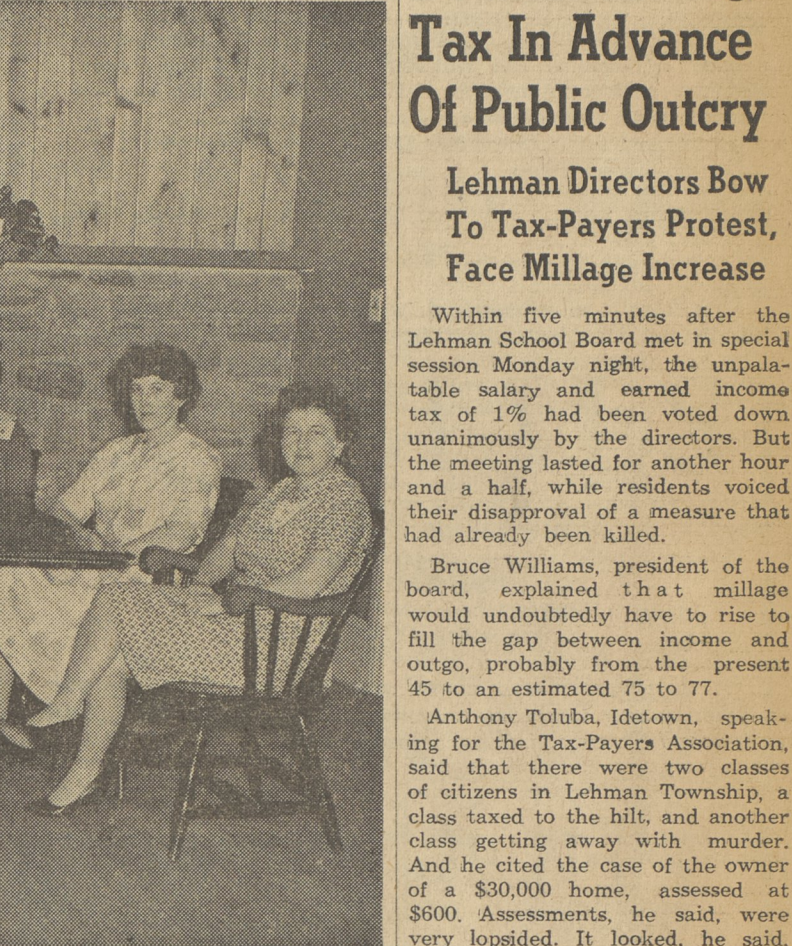 Tax In Advance
Of Public Outcry
Lehman Directors Bow
To Tax-Payers Protest,
Face Millage Increase
Within five minutes after the
Lehman School Board met in special
session Monday night, the unpala-
table salary and earned income
tax of 1% had been voted down
unanimously by the directors. But
the meeting lasted for another hour
and a half, while residents voiced
their disapproval of a measure that
had already been killed.
Bruce Williams, president of the
board, explained that millage
would undoubtedly have to rise to
fill the gap between income and
outgo, probably from the present
45 to an estimated 75 to 77.
Anthony Toluba, Idetown, speak-
ing for the Tax-Payers Association,
said that there were two classes
of citizens in Lehman Township, a
class taxed to the hilt, and another
class getting away with murder.
And he cited the case of the owner
of a $30,000 home, assessed at
$600. Assessments, he said, were
very lopsided. It looked, he said,